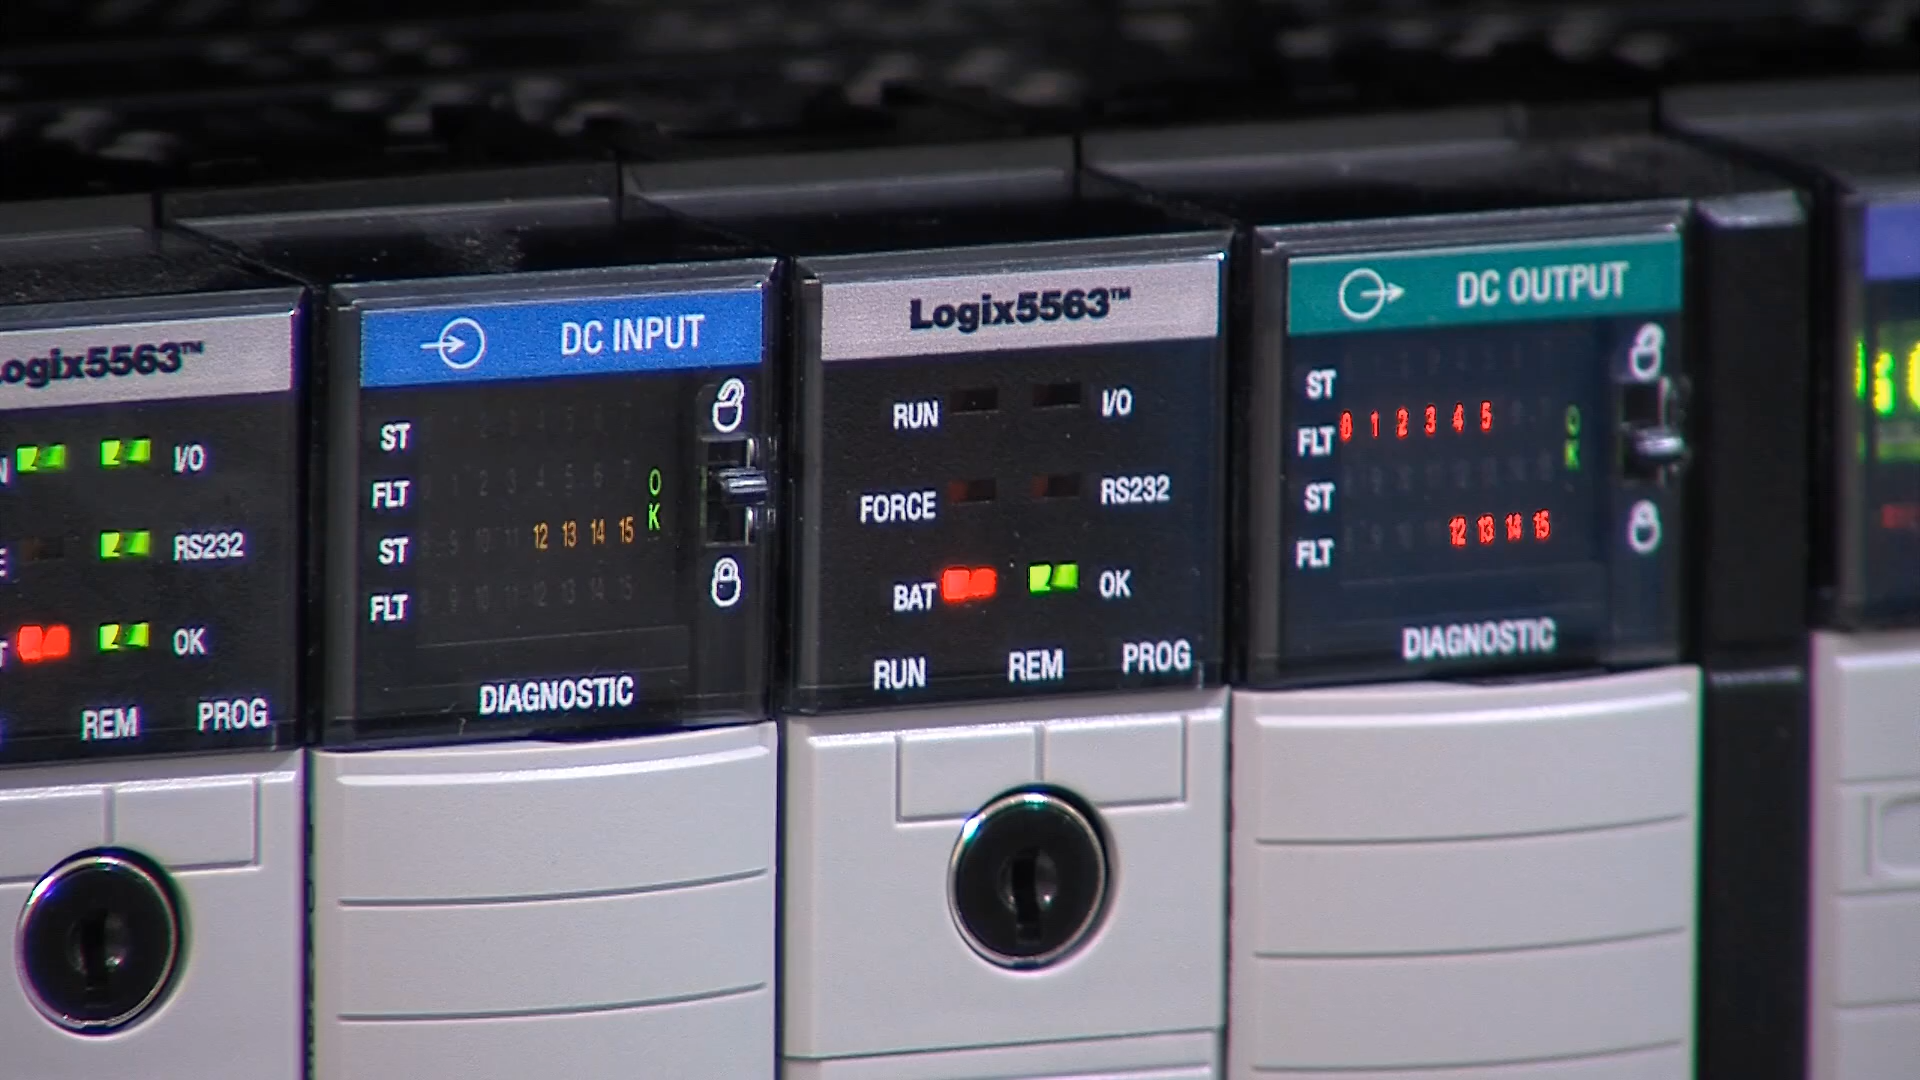 Logix5563™
I/O
RS232
OK
REM PROG
DC INPUT
ST
FLT
ST 12 13 14 15
FLT
O
K
DIAGNOSTIC
Logix5563™
RUN I/O
FORCE RS232
BAT OK
RUN REM PROG
DC OUTPUT
ST
FLT 0 1 2 3 4 5
ST
FLT 12 13 14 15
O
K
DIAGNOSTIC